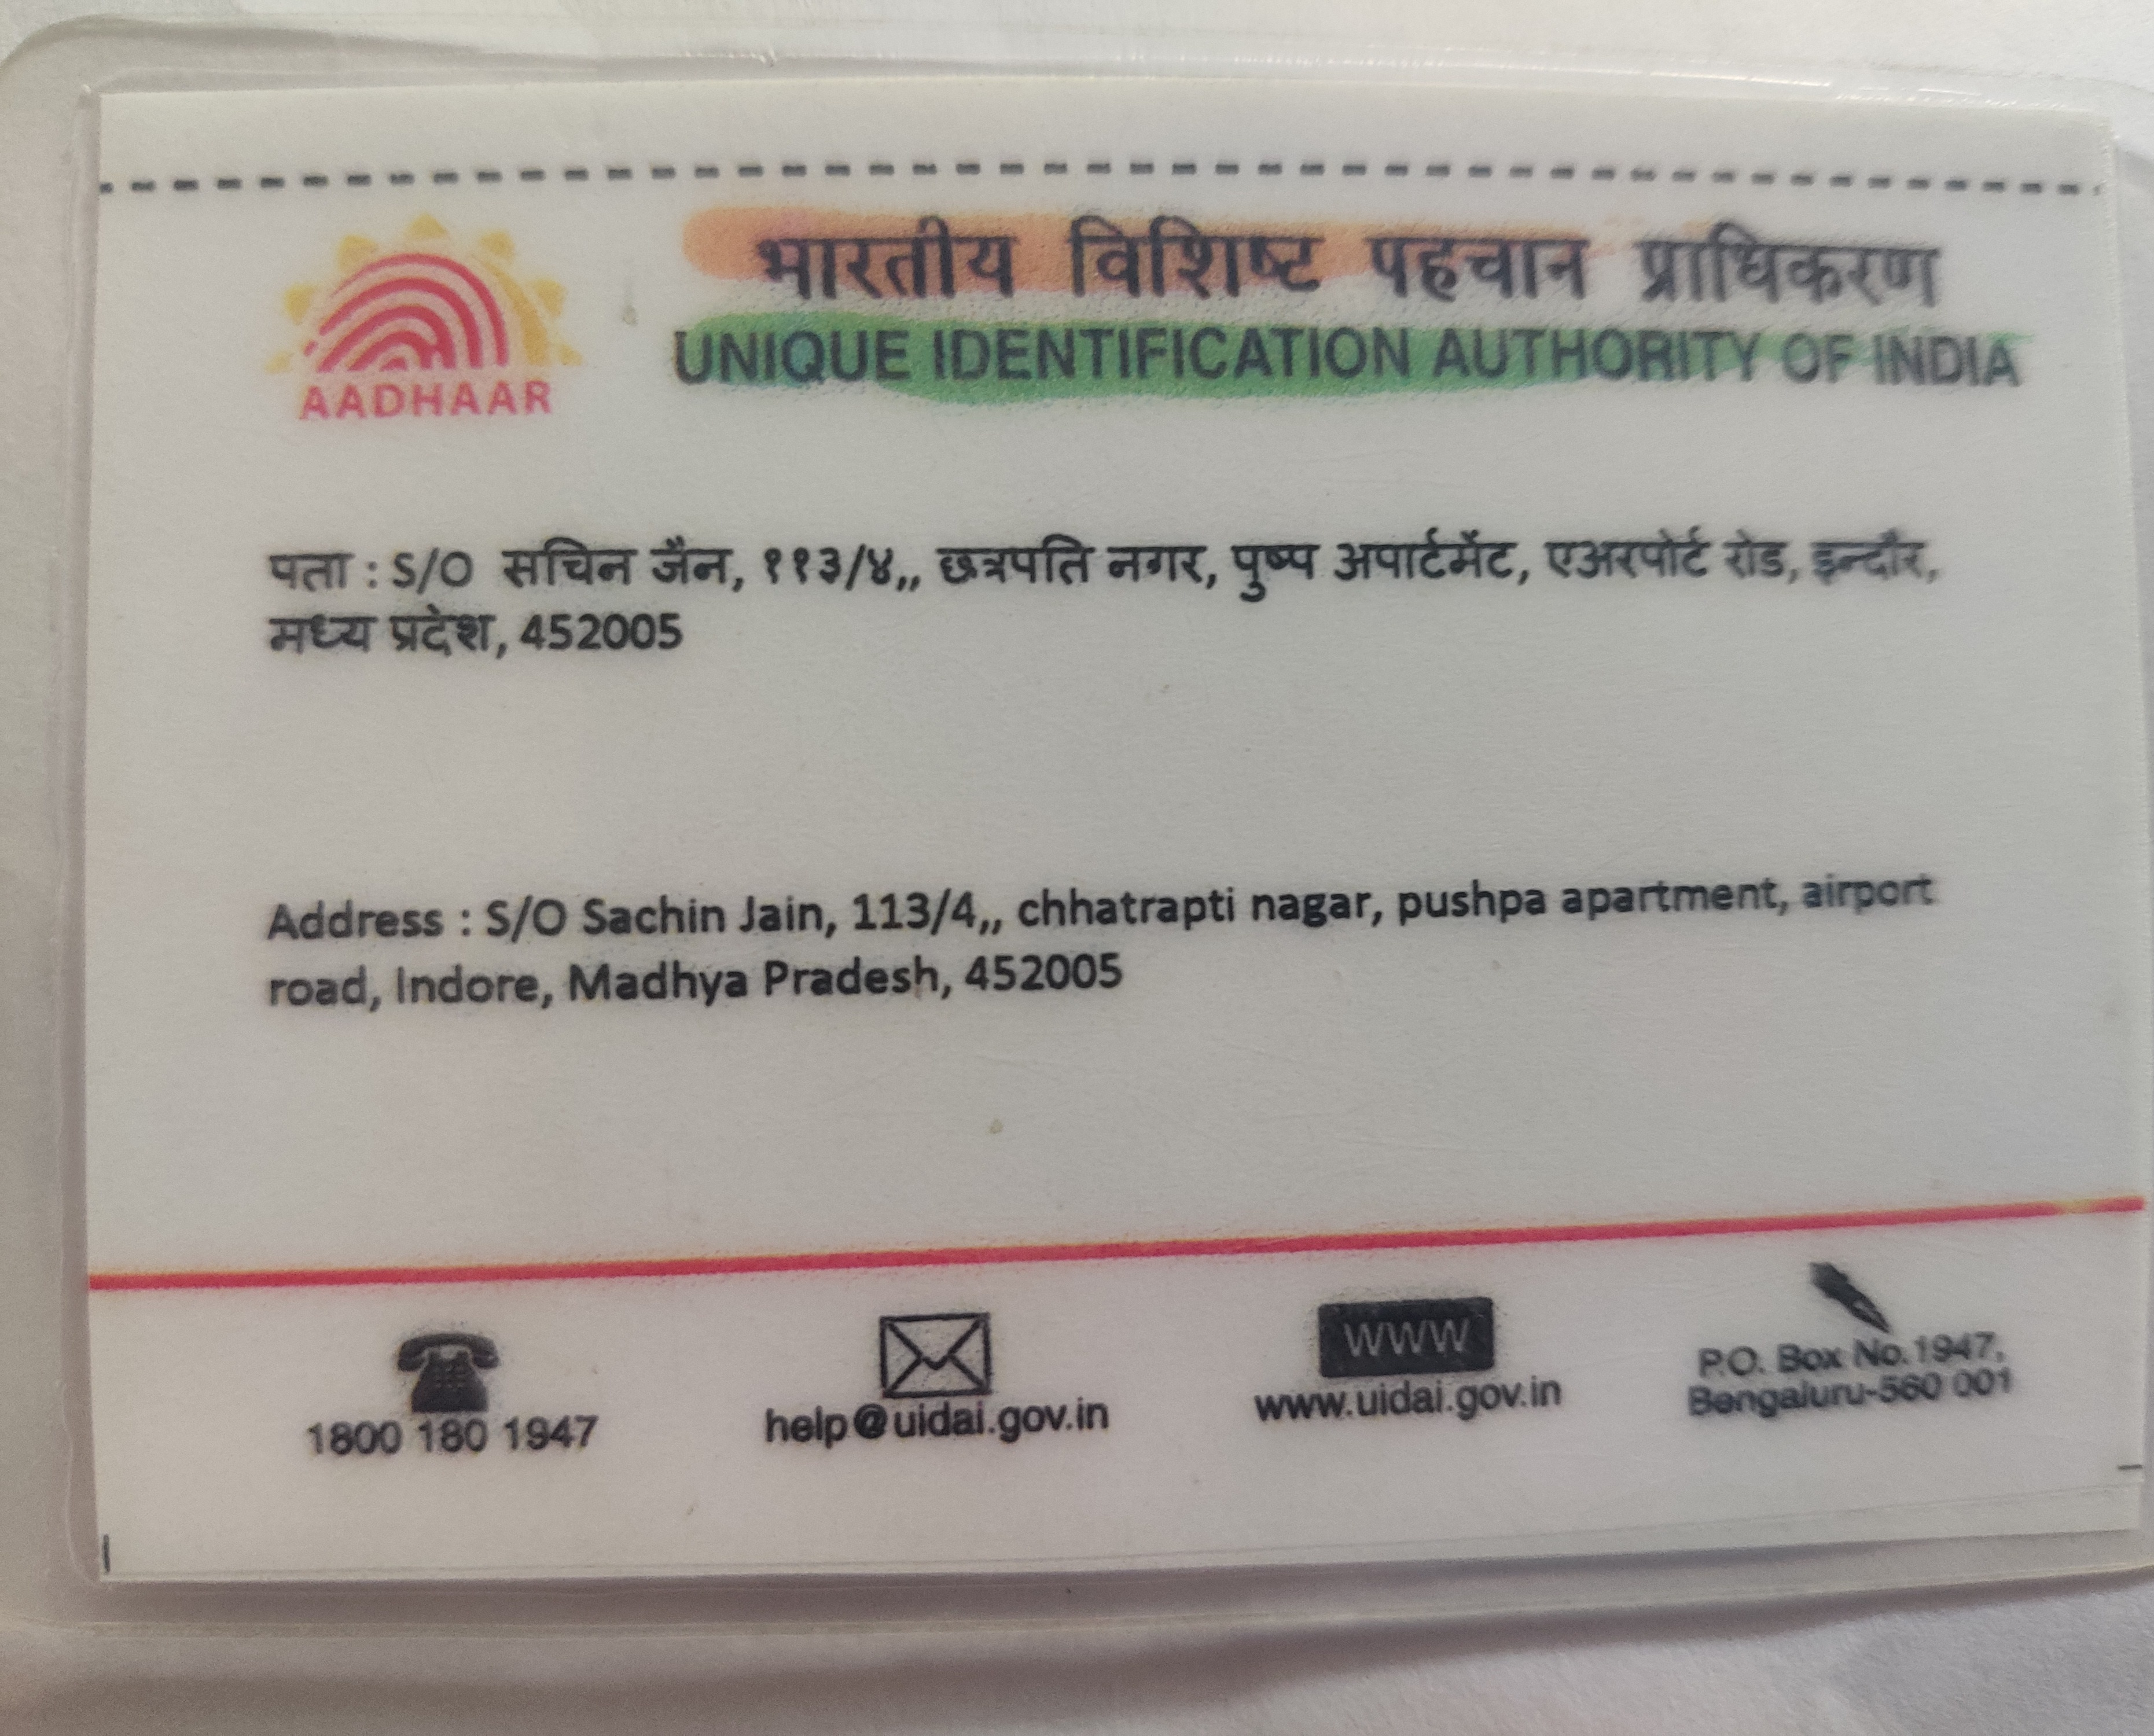 भारतीय विशिष्ट पहचान प्राधिकरण
UNIQUE IDENTIFICATION AUTHORITY OF INDIA
AADHAAR
पता : S/O सचिन जैन, ११३/४,, छत्रपति नगर, पुष्प अपार्टमेंट, एअरपोर्ट रोड, इन्दौर,
मध्य प्रदेश, 452005
Address : S/O Sachin Jain, 113/4,, chhatrapti nagar, pushpa apartment, airport
road, Indore, Madhya Pradesh, 452005
1800 180 1947
help@uidai.gov.in
WWW
www.uidai.gov.in
P.O. Box No.1947,
Bengaluru-560 001